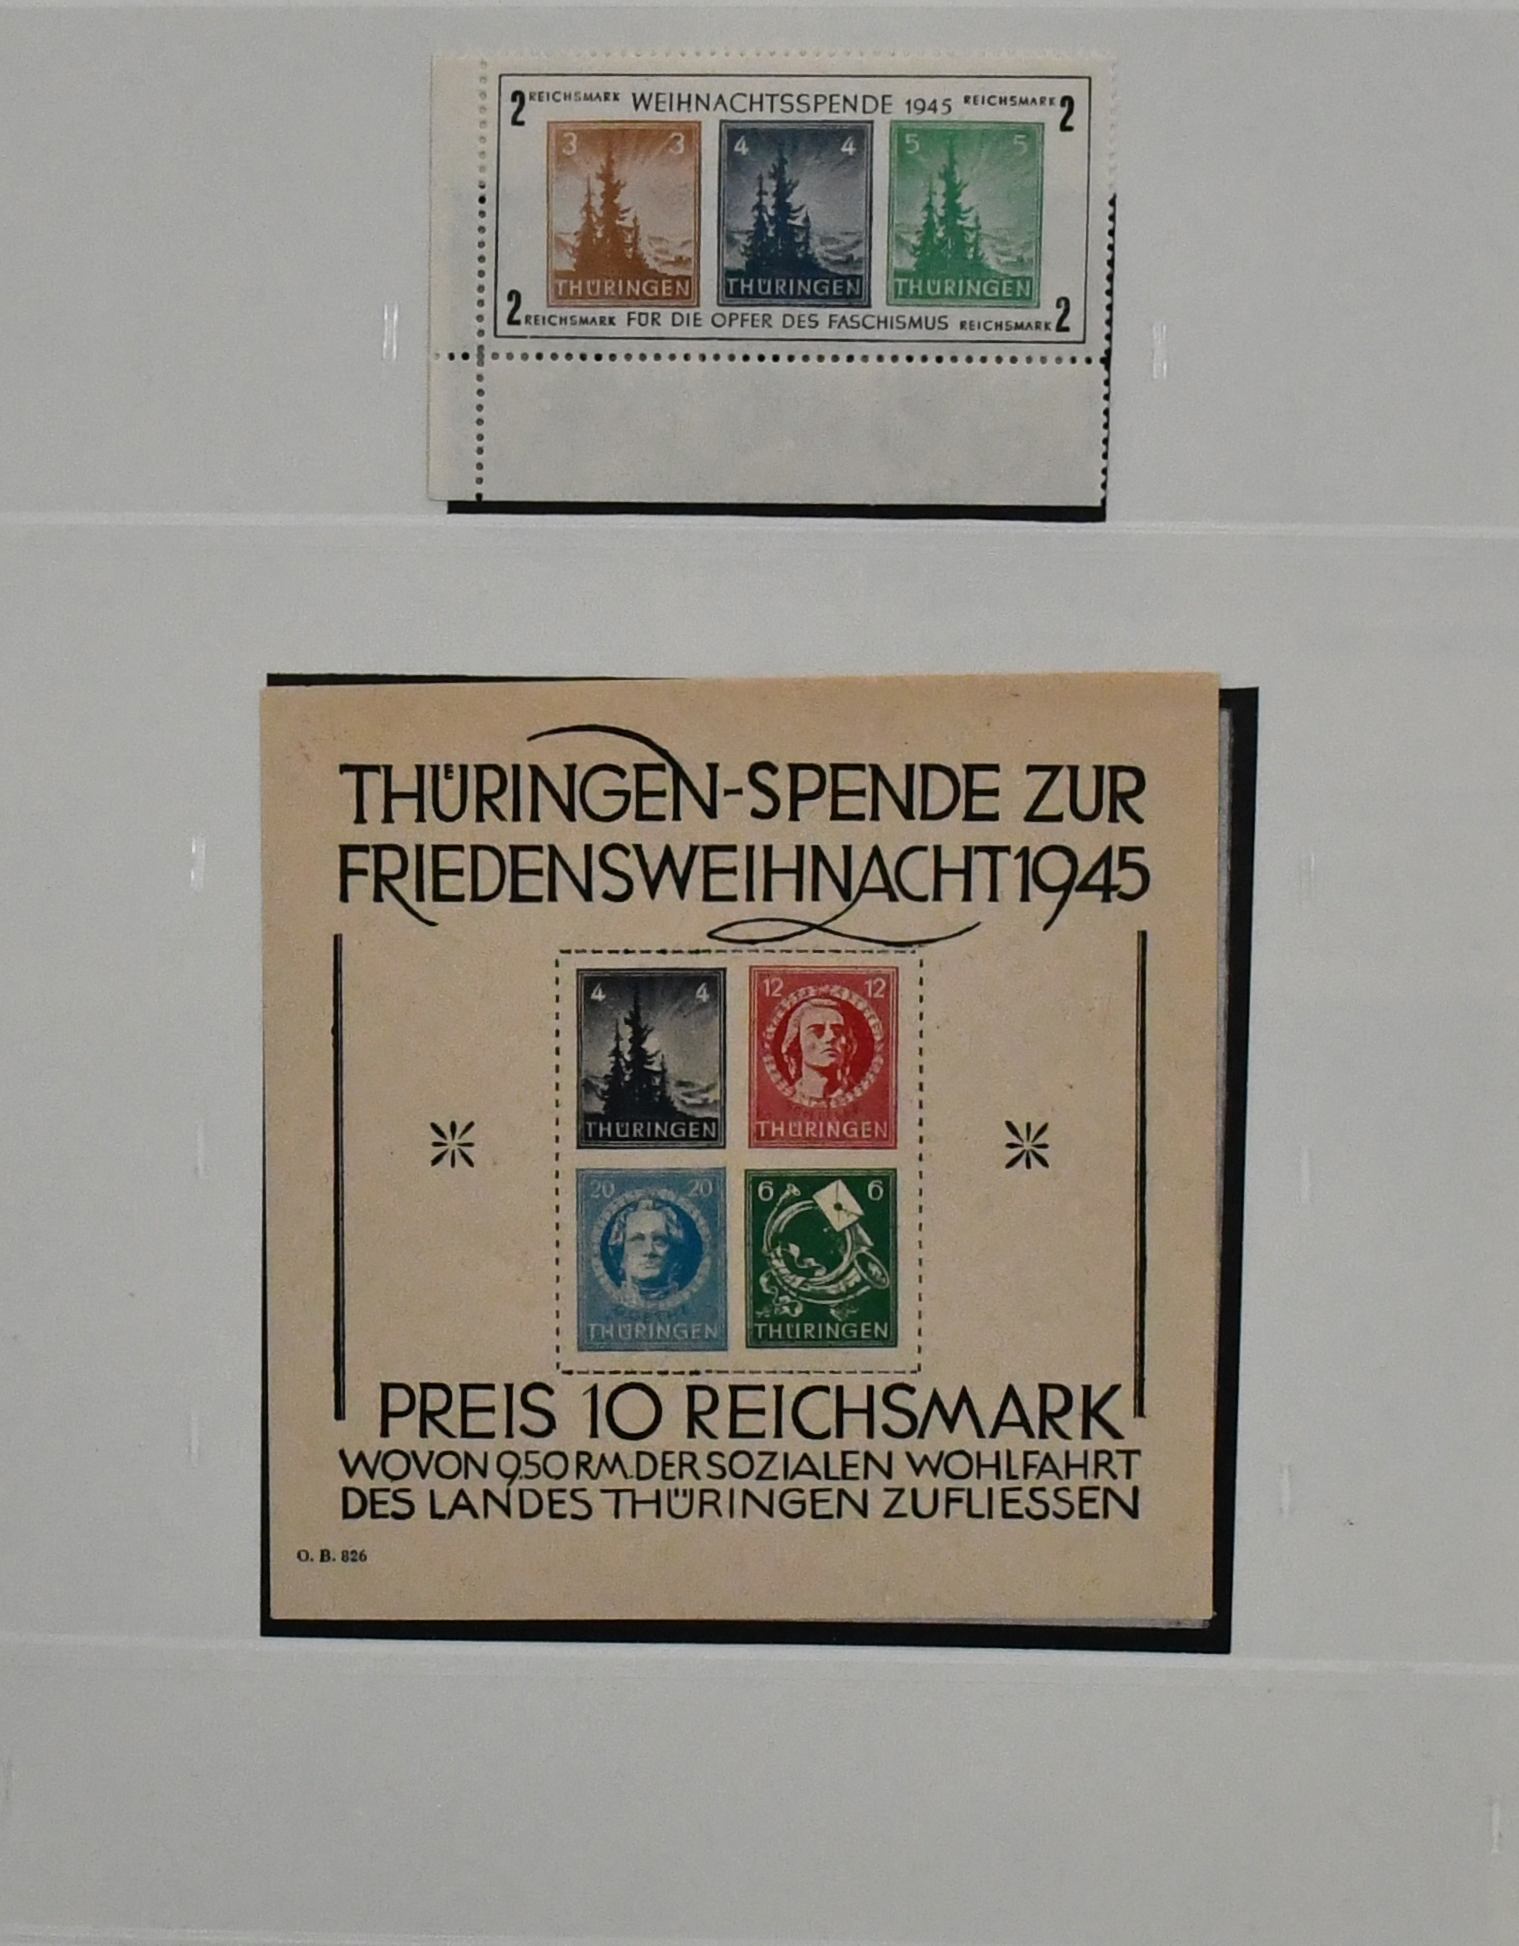 2 REICHSMARK WEIHNACHTSSPENDE 1945 REICHSMARK 2
3 3 4 4 5 5
THÜRINGEN THÜRINGEN THÜRINGEN
2 REICHSMARK FÜR DIE OPFER DES FASCHISMUS REICHSMARK 2
THÜRINGEN-SPENDE ZUR
FRIEDENSWEIHNACHT 1945
4 4 12 12
THÜRINGEN THÜRINGEN
20 20 6 6
GOETHE
THÜRINGEN THÜRINGEN
PREIS 10 REICHSMARK
WOVON 9.50 RM. DER SOZIALEN WOHLFAHRT
DES LANDES THÜRINGEN ZUFLIESSEN
O. B. 826